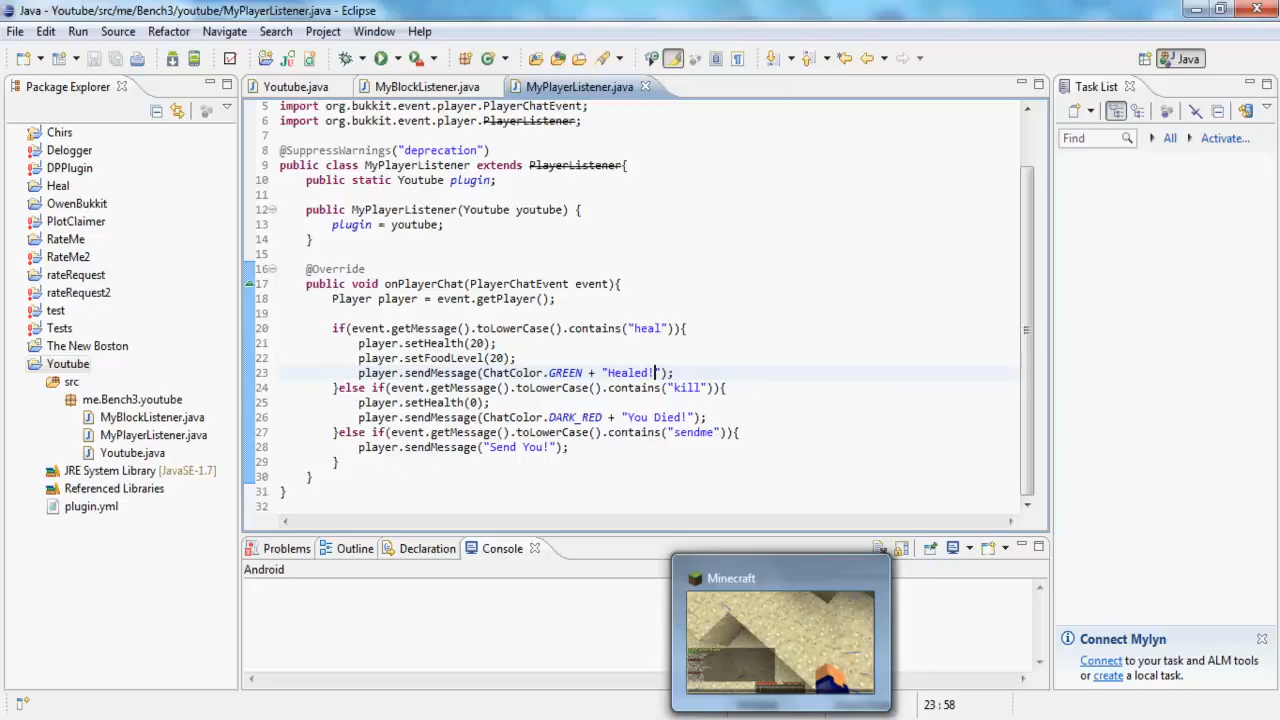 Java - Youtube/src/me/Bench3/youtube/MyPlayerListener.java - Eclipse
File Edit Run Source Refactor Navigate Search Project Window Help
Java
Package Explorer
Youtube.java MyBlockListener.java MyPlayerListener.java
Task List
Find All Activate...
Chirs
Delogger
DPPlugin
Heal
OwenBukkit
PlotClaimer
RateMe
RateMe2
rateRequest
rateRequest2
test
Tests
The New Boston
Youtube
src
me.Bench3.youtube
MyBlockListener.java
MyPlayerListener.java
Youtube.java
JRE System Library [JavaSE-1.7]
Referenced Libraries
plugin.yml
5 import org.bukkit.event.player.PlayerChatEvent;
6 import org.bukkit.event.player.PlayerListener;
7
8 @SuppressWarnings("deprecation")
9 public class MyPlayerListener extends PlayerListener{
10 public static Youtube plugin;
11
12 public MyPlayerListener(Youtube youtube) {
13 plugin = youtube;
14 }
15
16 @Override
17 public void onPlayerChat(PlayerChatEvent event){
18 Player player = event.getPlayer();
19
20 if(event.getMessage().toLowerCase().contains("heal")){
21 player.setHealth(20);
22 player.setFoodLevel(20);
23 player.sendMessage(ChatColor.GREEN + "Healed!");
24 }else if(event.getMessage().toLowerCase().contains("kill")){
25 player.setHealth(0);
26 player.sendMessage(ChatColor.DARK_RED + "You Died!");
27 }else if(event.getMessage().toLowerCase().contains("sendme")){
28 player.sendMessage("Send You!");
29 }
30 }
31 }
32
Problems Outline Declaration Console
Android
Minecraft
Connect Mylyn
Connect to your task and ALM tools
or create a local task.
23 : 58